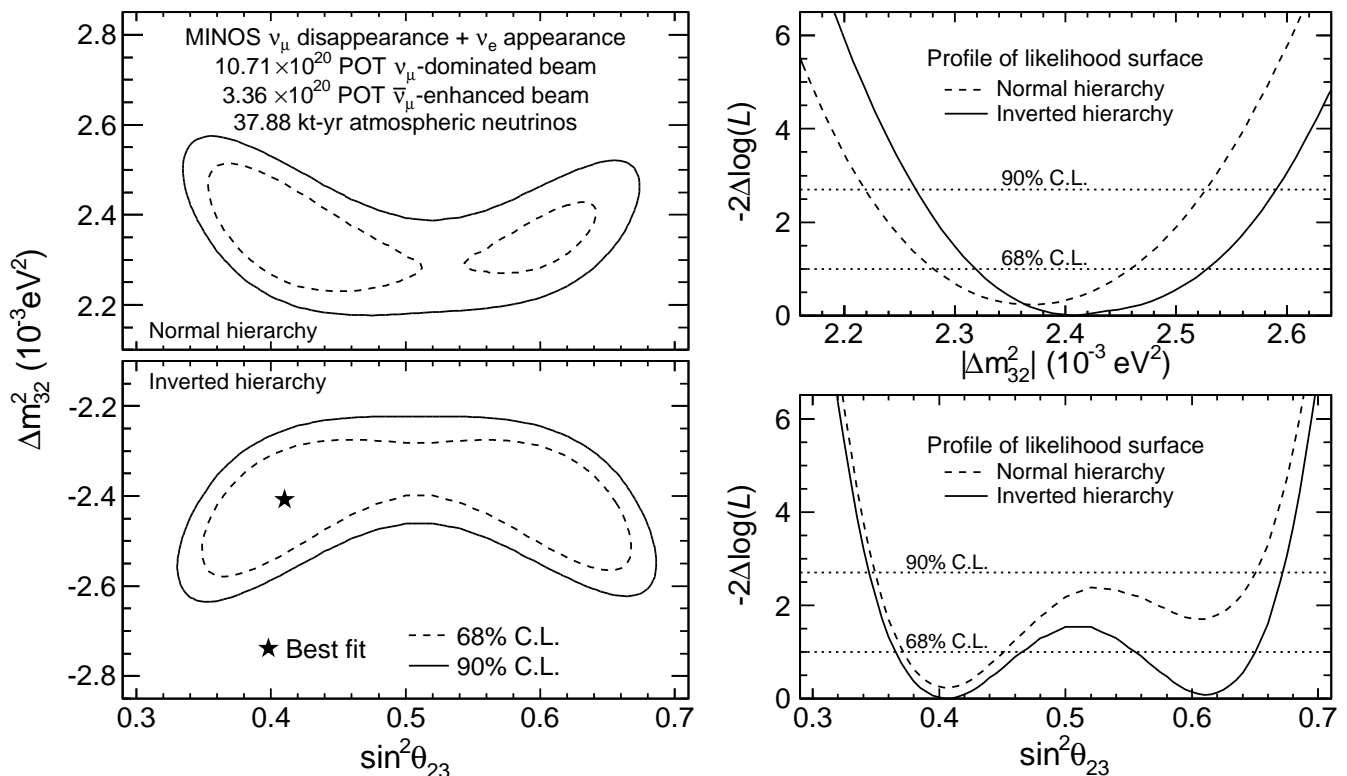 MINOS νμ disappearance + νe appearance
10.71 ×10²⁰ POT νμ-dominated beam
3.36 ×10²⁰ POT ν̄μ-enhanced beam
37.88 kt-yr atmospheric neutrinos
2.8
2.6
2.4
2.2
Normal hierarchy
Inverted hierarchy
-2.2
-2.4
-2.6
-2.8
★ Best fit
68% C.L.
90% C.L.
0.3 0.4 0.5 0.6 0.7
sin²θ₂₃
Δm²₃₂ (10⁻³eV²)
6
4
2
0
-2Δlog(L)
Profile of likelihood surface
Normal hierarchy
Inverted hierarchy
90% C.L.
68% C.L.
2.2 2.3 2.4 2.5 2.6
|Δm²₃₂| (10⁻³ eV²)
6
4
2
0
-2Δlog(L)
Profile of likelihood surface
Normal hierarchy
Inverted hierarchy
90% C.L.
68% C.L.
0.3 0.4 0.5 0.6 0.7
sin²θ₂₃